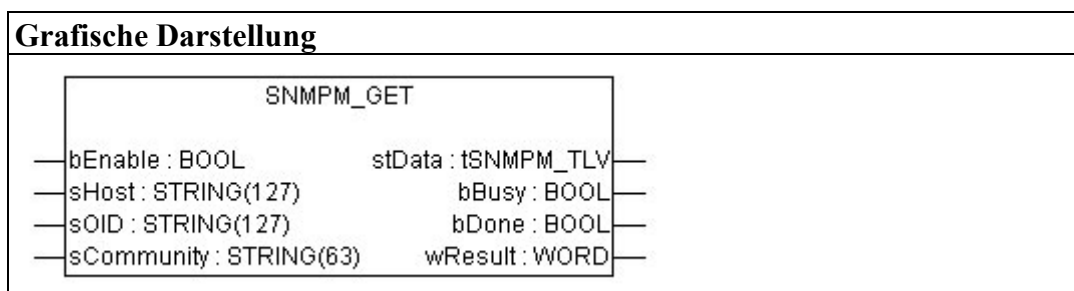 Grafische Darstellung
SNMPM_GET
bEnable : BOOL stData : tSNMPM_TLV
sHost : STRING(127) bBusy : BOOL
sOID : STRING(127) bDone : BOOL
sCommunity : STRING(63) wResult : WORD